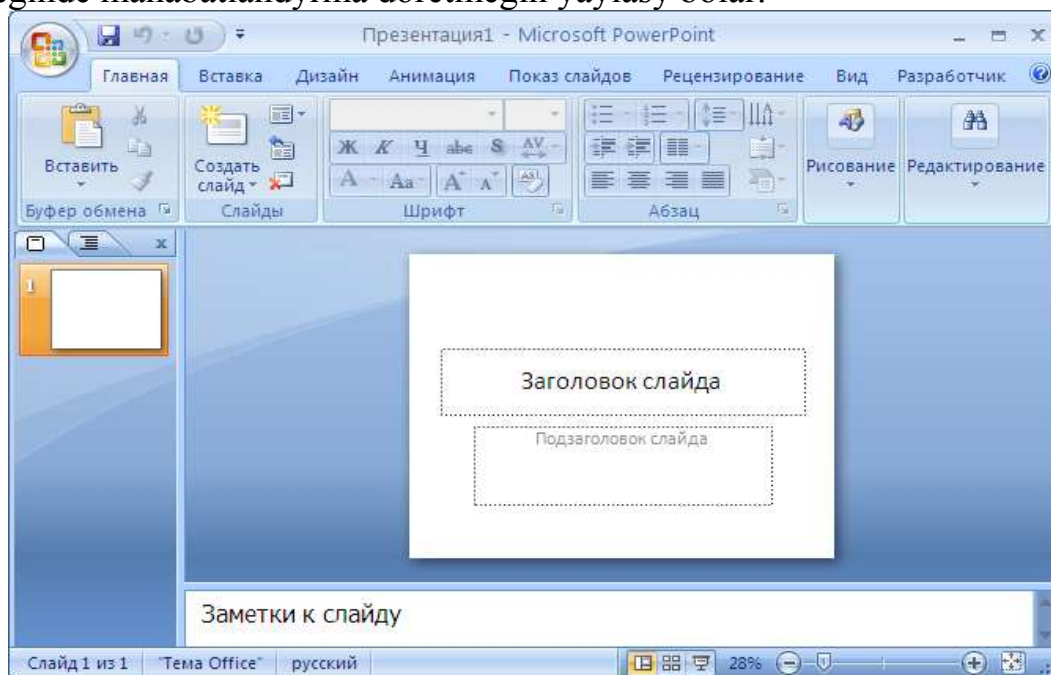 Презентация1 - Microsoft PowerPoint
Главная Вставка Дизайн Анимация Показ слайдов Рецензирование Вид Разработчик
Вставить
Создать слайд
Рисование Редактирование
Буфер обмена Слайды Шрифт Абзац
1
Заголовок слайда
Подзаголовок слайда
Заметки к слайду
Слайд 1 из 1 "Тема Office" русский 28%